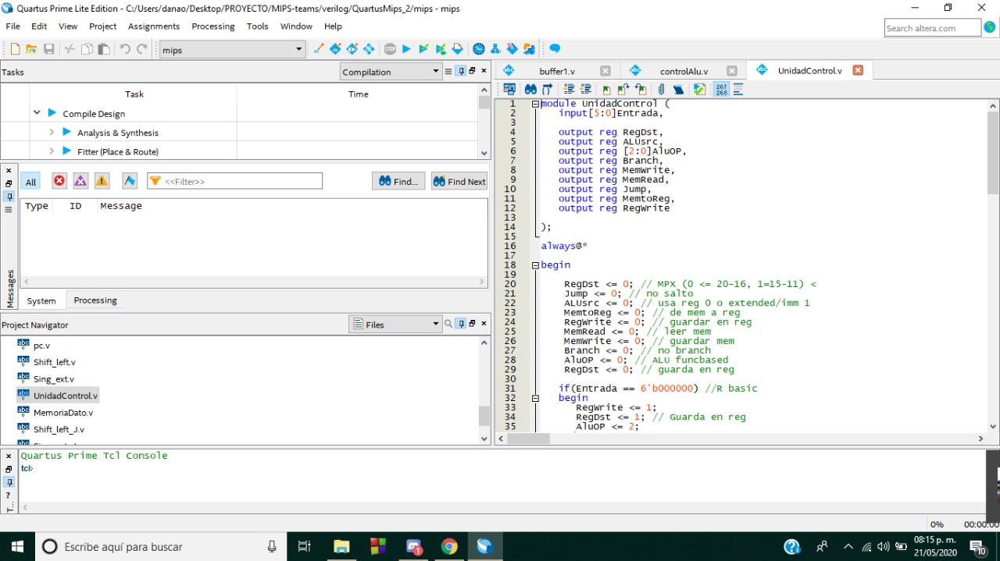 Quartus Prime Lite Edition - C:/Users/danao/Desktop/PROYECTO/MIPS-teams/verilog/QuartusMips_2/mips - mips
File Edit View Project Assignments Processing Tools Window Help
Search altera.com
mips
Tasks
Compilation
Task Time
Compile Design
Analysis & Synthesis
Fitter (Place & Route)
All
<<Filter>>
Find...
Find Next
Type ID Message
System Processing
Messages
Project Navigator
Files
pc.v
Shift_left.v
Sing_ext.v
UnidadControl.v
MemoriaDato.v
Shift_left_J.v
buffer1.v controlAlu.v UnidadControl.v
267
268
1 module UnidadControl (
2 input[5:0]Entrada,
3
4 output reg RegDst,
5 output reg ALUsrc,
6 output reg [2:0]AluOP,
7 output reg Branch,
8 output reg MemWrite,
9 output reg MemRead,
10 output reg Jump,
11 output reg MemtoReg,
12 output reg RegWrite
13
14 );
15
16 always@*
17
18 begin
19
20 RegDst <= 0; // MPX (0 <= 20-16, 1=15-11) <
21 Jump <= 0; // no salto
22 ALUsrc <= 0; // usa reg 0 o extended/imm 1
23 MemtoReg <= 0; // de mem a reg
24 RegWrite <= 0; // guardar en reg
25 MemRead <= 0; // leer mem
26 MemWrite <= 0; // guardar mem
27 Branch <= 0; // no branch
28 AluOP <= 0; // ALU funcbased
29 RegDst <= 0; // guarda en reg
30
31 if(Entrada == 6'b000000) //R basic
32 begin
33 RegWrite <= 1;
34 RegDst <= 1; // Guarda en reg
35 AluOP <= 2;
Quartus Prime Tcl Console
tcl>
0% 00:00:00
Escribe aquí para buscar
1
08:15 p. m.
21/05/2020
10